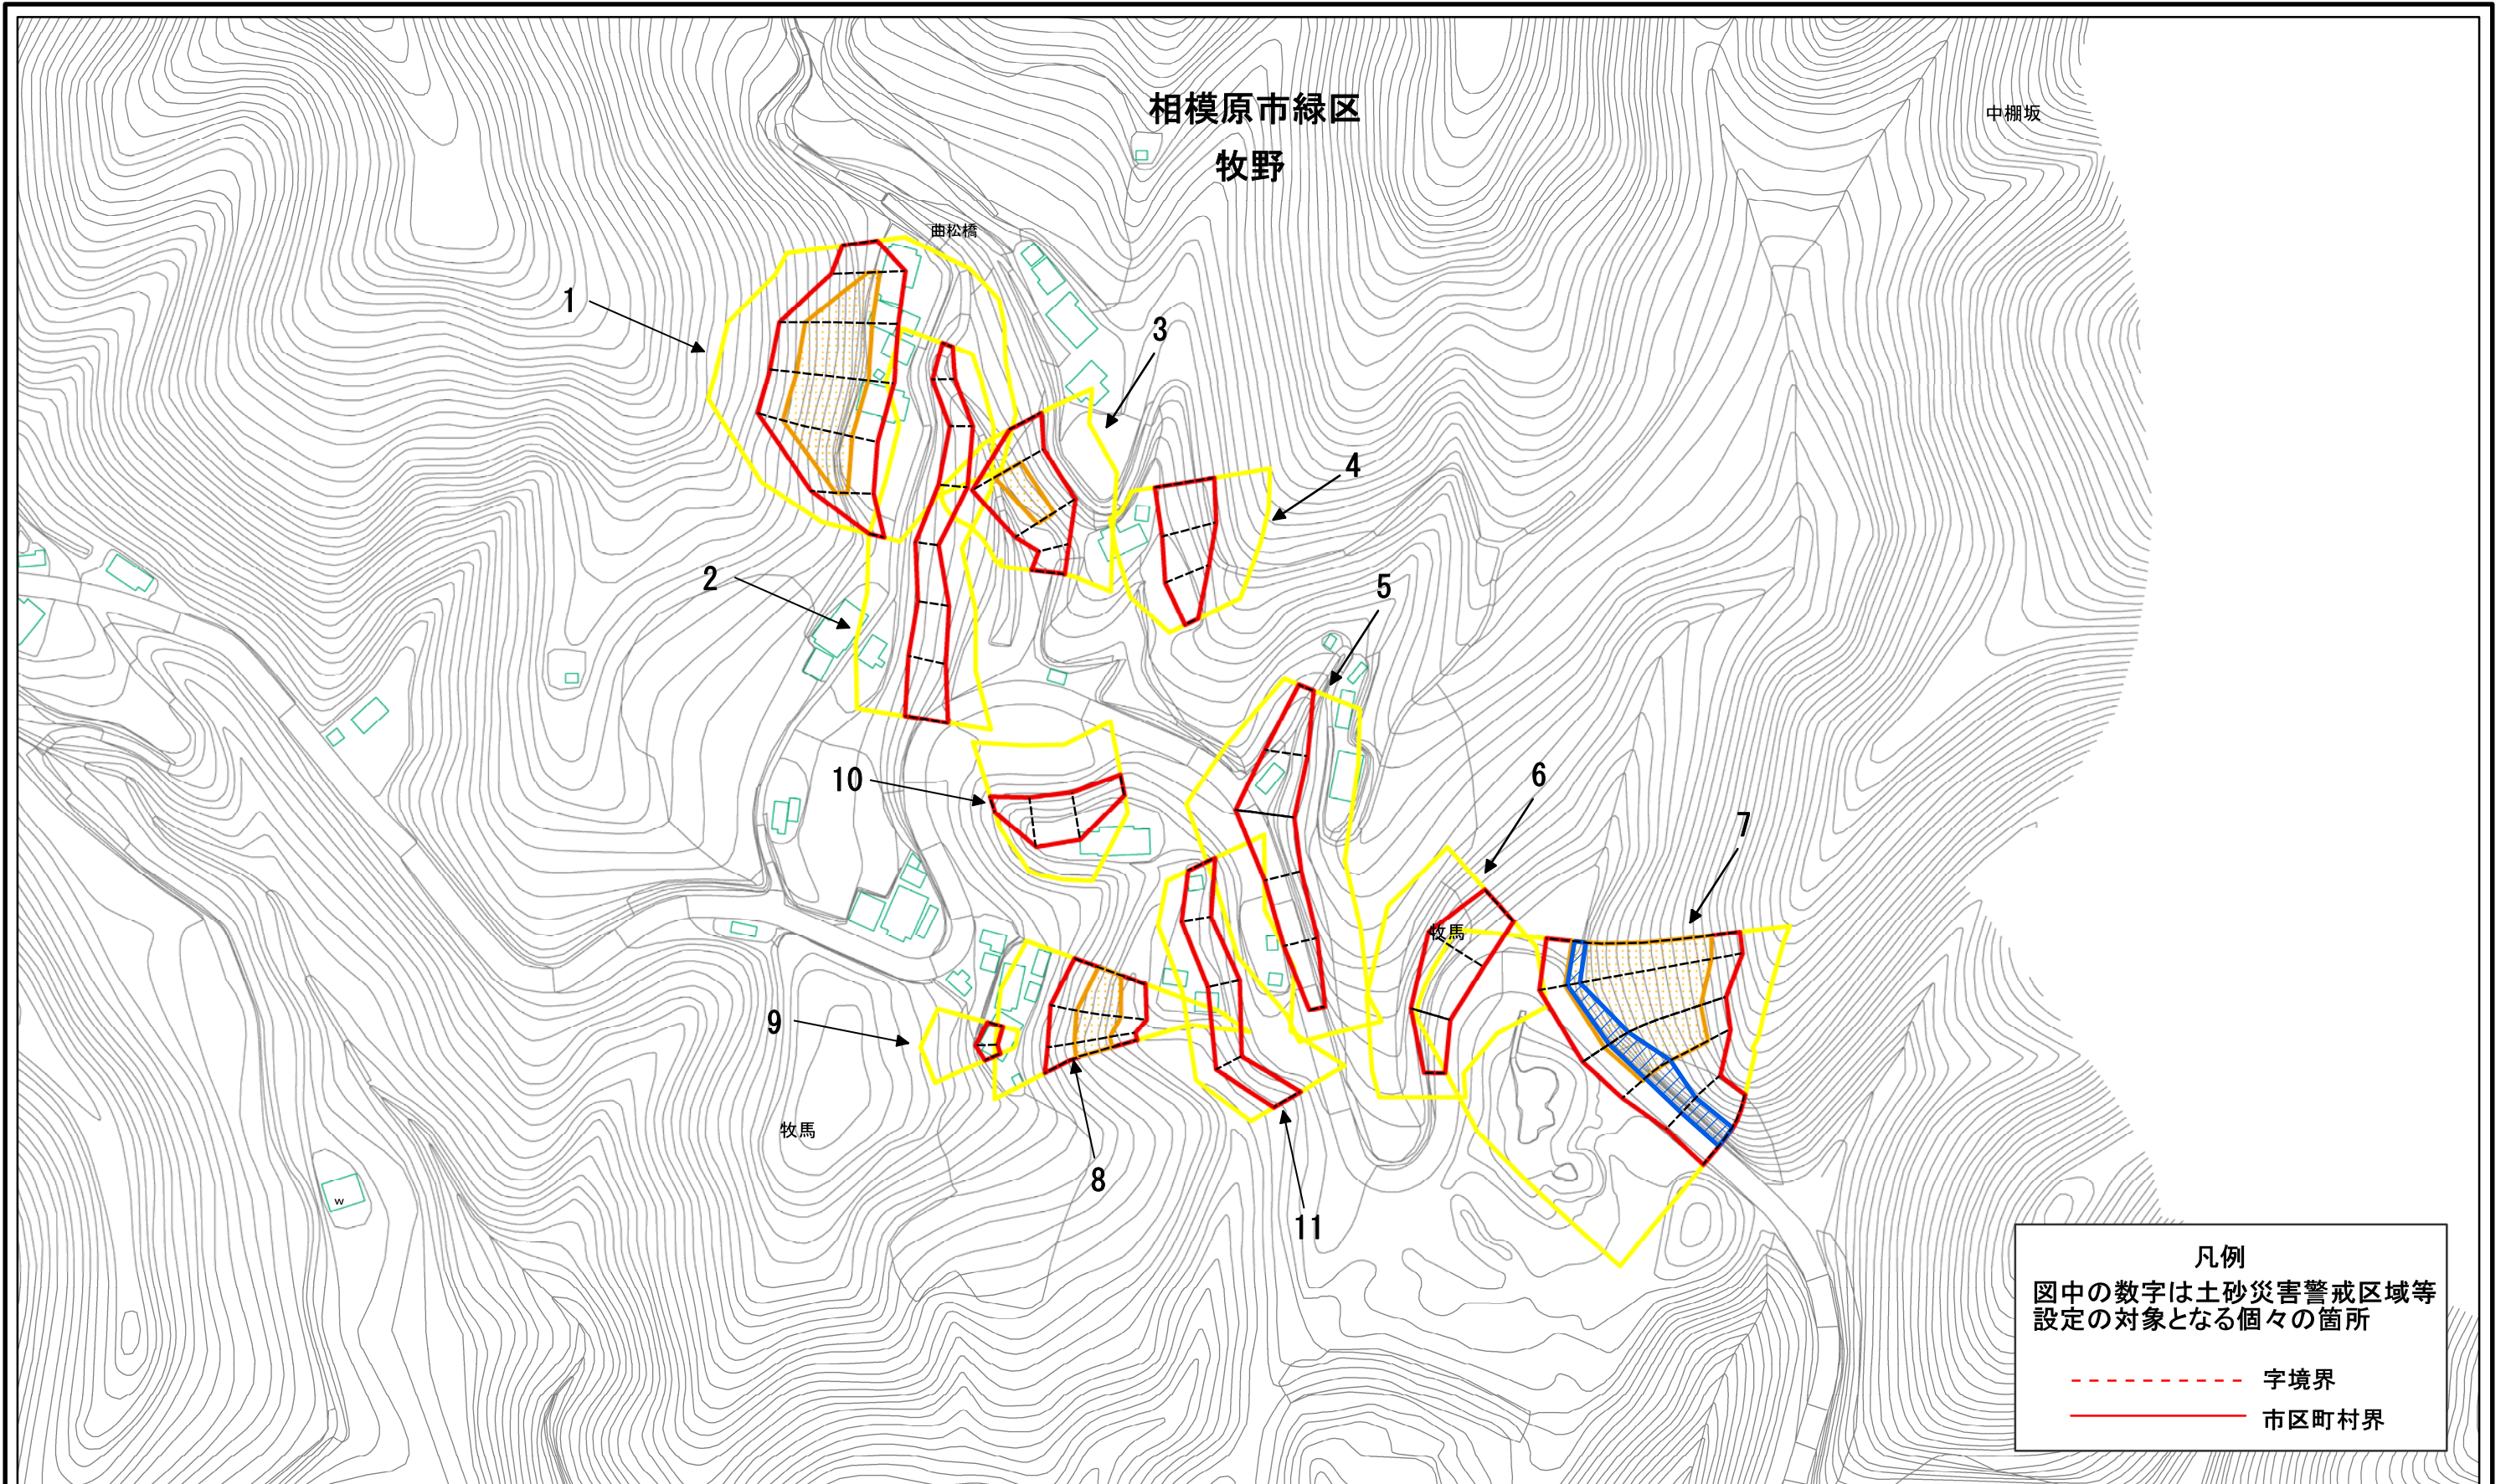 相模原市緑区
牧野
中棚坂
曲松橋
1
3
4
2
5
10
6
7
牧馬
9
牧馬
8
W
11
凡例
図中の数字は土砂災害警戒区域等
設定の対象となる個々の箇所
字境界
市区町村界